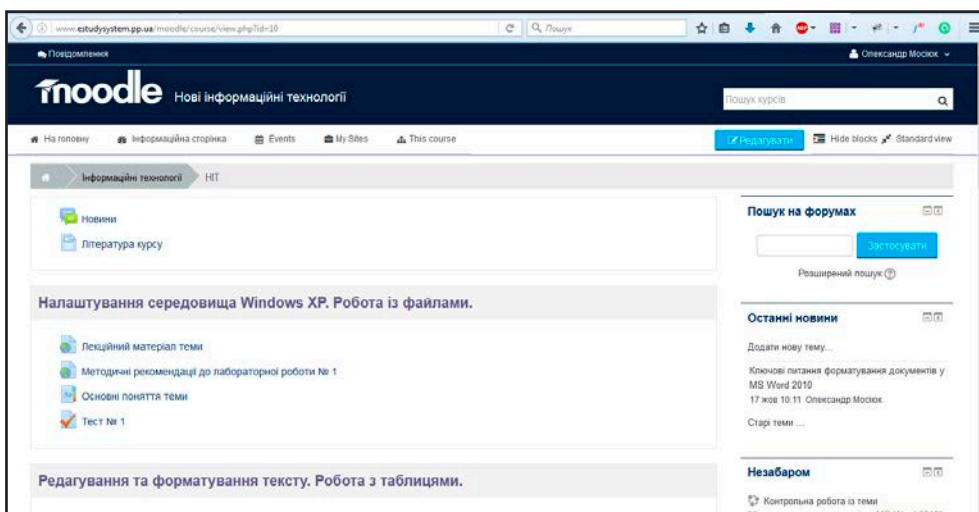 www.estudysystem.pp.ua/moodle/course/view.php?id=10
Пошук
Повідомлення
Олександр Мосіюк
moodle Нові інформаційні технології
Пошук курсів
На головну Інформаційна сторінка Events My Sites This course
Редагувати Hide blocks Standard view
Інформаційні технології НІТ
Новини
Література курсу
Налаштування середовища Windows XP. Робота із файлами.
Лекційний матеріал теми
Методичні рекомендації до лабораторної роботи № 1
Основні поняття теми
Тест № 1
Редагування та форматування тексту. Робота з таблицями.
Пошук на форумах
Застосувати
Розширений пошук
Останні новини
Додати нову тему...
Ключові питання форматування документів у
MS Word 2010
17 жов 10:11 Олександр Мосіюк
Старі теми ...
Незабаром
Контрольна робота із теми